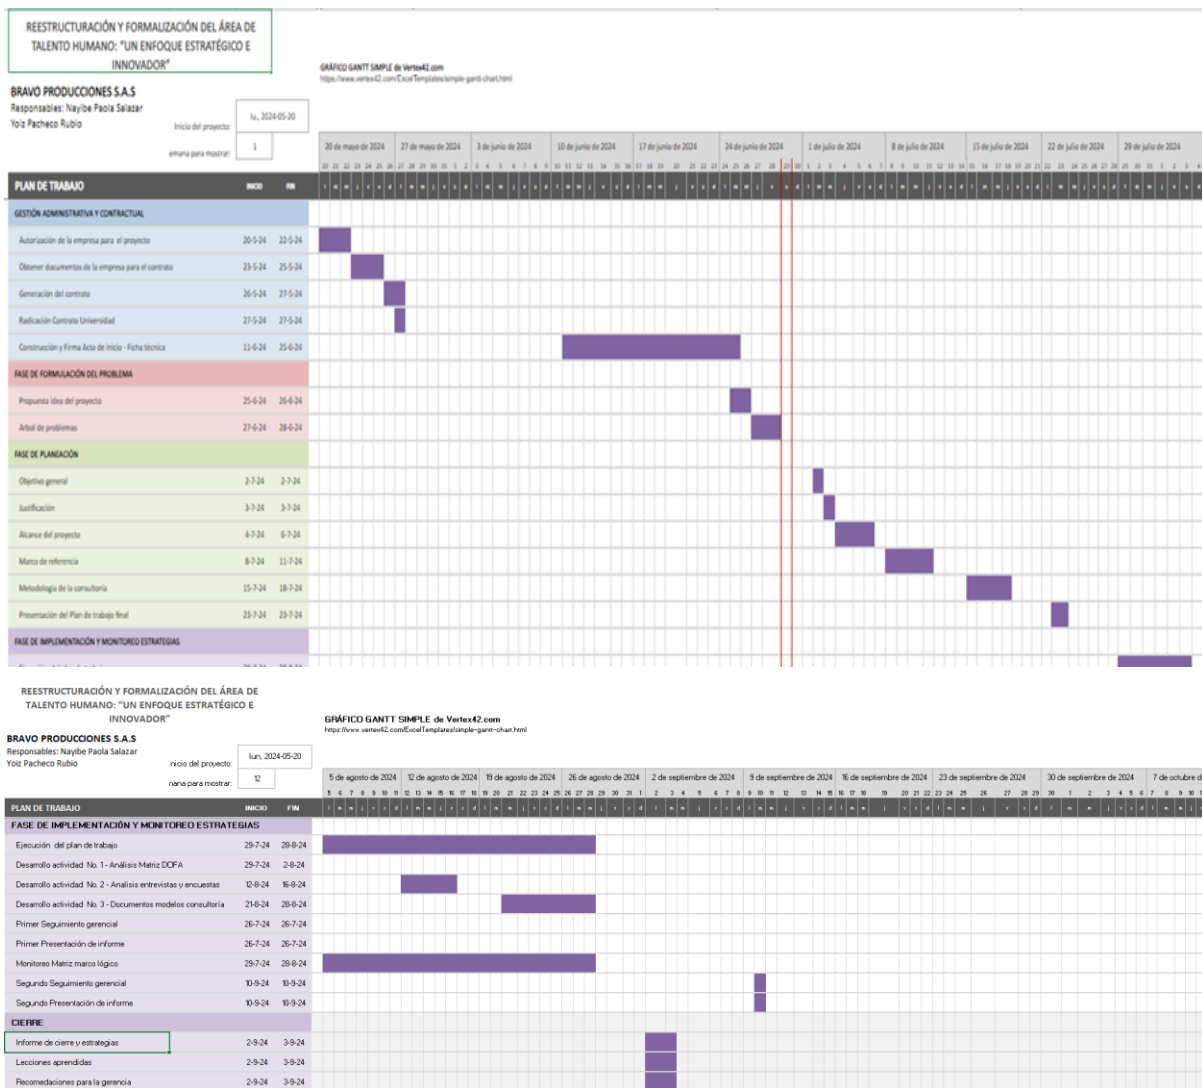 REESTRUCTURACIÓN Y FORMALIZACIÓN DEL ÁREA DE
TALENTO HUMANO: "UN ENFOQUE ESTRATÉGICO E
INNOVADOR"
GRÁFICO GANTT SIMPLE de Vertex42.com
https://www.vertex42.com/ExcelTemplates/simple-gantt-chart.html
BRAVO PRODUCCIONES S.A.S
Responsables: Nayibe Paola Salazar
Yoiz Pacheco Rubio
Inicio del proyecto: lu., 2024-05-20
emana para mostrar: 1
20 de mayo de 2024 27 de mayo de 2024 3 de junio de 2024 10 de junio de 2024 17 de junio de 2024 24 de junio de 2024 1 de julio de 2024 8 de julio de 2024 15 de julio de 2024 22 de julio de 2024 29 de julio de 2024
PLAN DE TRABAJO INICIO FIN
GESTIÓN ADMINISTRATIVA Y CONTRACTUAL
Autorización de la empresa para el proyecto 20-5-24 22-5-24
Obtener documentos de la empresa para el contrato 23-5-24 25-5-24
Generación del contrato 26-5-24 27-5-24
Radicación Contrato Universidad 27-5-24 27-5-24
Construcción y Firma Acta de inicio - Ficha técnica 11-6-24 25-6-24
FASE DE FORMULACIÓN DEL PROBLEMA
Propuesta idea del proyecto 25-6-24 26-6-24
Arbol de problemas 27-6-24 28-6-24
FASE DE PLANEACIÓN
Objetivo general 2-7-24 2-7-24
Justificación 3-7-24 3-7-24
Alcance del proyecto 4-7-24 6-7-24
Marco de referencia 8-7-24 11-7-24
Metodología de la consultoría 15-7-24 18-7-24
Presentación del Plan de trabajo final 23-7-24 23-7-24
FASE DE IMPLEMENTACIÓN Y MONITOREO ESTRATEGIAS
REESTRUCTURACIÓN Y FORMALIZACIÓN DEL ÁREA DE
TALENTO HUMANO: "UN ENFOQUE ESTRATÉGICO E
INNOVADOR"
GRÁFICO GANTT SIMPLE de Vertex42.com
https://www.vertex42.com/ExcelTemplates/simple-gantt-chart.html
BRAVO PRODUCCIONES S.A.S
Responsables: Nayibe Paola Salazar
Yoiz Pacheco Rubio
nicio del proyecto: lun, 2024-05-20
nana para mostrar: 12
5 de agosto de 2024 12 de agosto de 2024 19 de agosto de 2024 26 de agosto de 2024 2 de septiembre de 2024 9 de septiembre de 2024 16 de septiembre de 2024 23 de septiembre de 2024 30 de septiembre de 2024 7 de octubre d
PLAN DE TRABAJO INICIO FIN
FASE DE IMPLEMENTACIÓN Y MONITOREO ESTRATEGIAS
Ejecución del plan de trabajo 29-7-24 28-8-24
Desarrollo actividad No. 1 - Análisis Matriz DOFA 29-7-24 2-8-24
Desarrollo actividad No. 2 - Analisis entrevistas y encuestas 12-8-24 16-8-24
Desarrollo actividad No. 3 - Documentos modelos consultoría 21-8-24 28-8-24
Primer Seguimiento gerencial 26-7-24 26-7-24
Primer Presentación de informe 26-7-24 26-7-24
Monitoreo Matriz marco lógico 29-7-24 28-8-24
Segundo Seguimiento gerencial 10-9-24 10-9-24
Segundo Presentación de informe 10-9-24 10-9-24
CIERRE
Informe de cierre y estrategias 2-9-24 3-9-24
Lecciones aprendidas 2-9-24 3-9-24
Recomedaciones para la gerencia 2-9-24 3-9-24